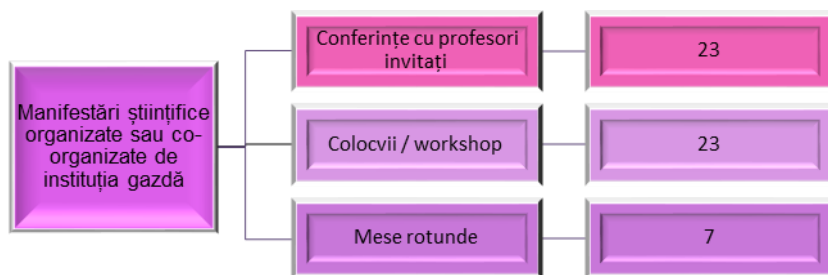 Manifestări științifice
organizate sau co-
organizate de
instituția gazdă
Conferințe cu profesori
invitați
23
Colocvii / workshop
23
Mese rotunde
7